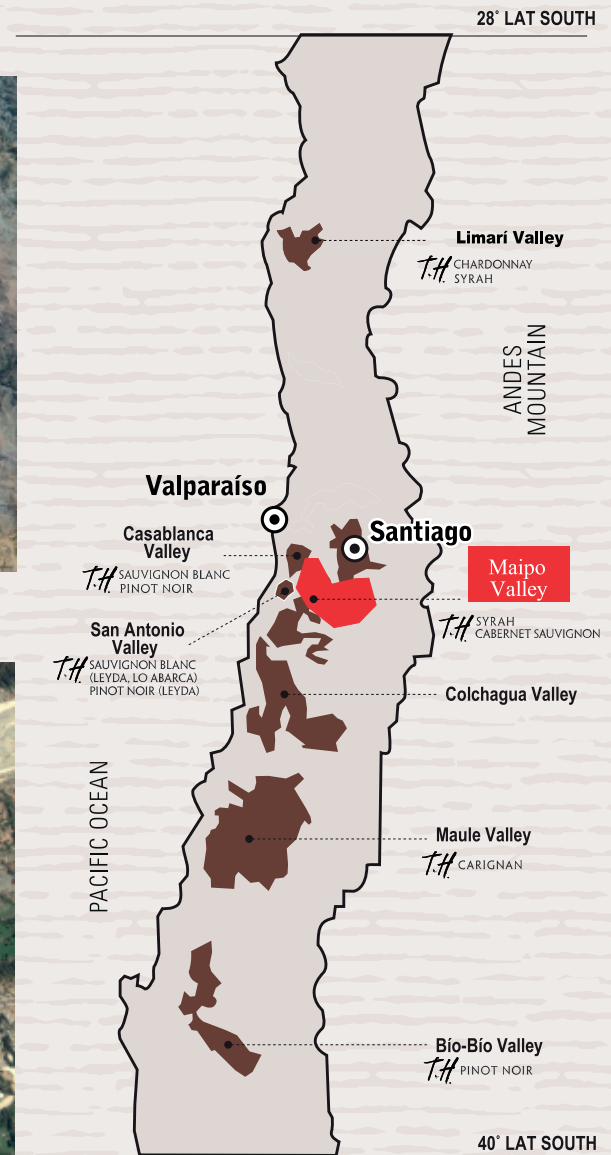 28° LAT SOUTH
Limarí Valley
T.H. CHARDONNAY
SYRAH
ANDES
MOUNTAIN
Valparaíso
Santiago
Casablanca
Valley
T.H. SAUVIGNON BLANC
PINOT NOIR
Maipo
Valley
T.H. SYRAH
CABERNET SAUVIGNON
San Antonio
Valley
T.H. SAUVIGNON BLANC
(LEYDA, LO ABARCA)
PINOT NOIR (LEYDA)
Colchagua Valley
PACIFIC OCEAN
Maule Valley
T.H. CARIGNAN
Bío-Bío Valley
T.H. PINOT NOIR
40° LAT SOUTH